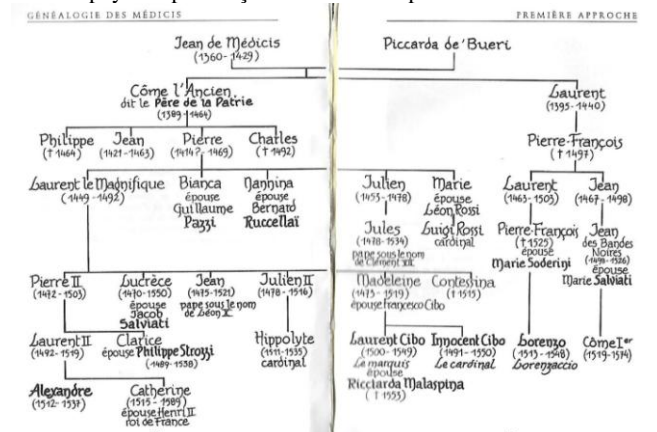 GÉNÉALOGIE DES MÉDICIS
PREMIÈRE APPROCHE
Jean de Médicis
(1360-1429)
Piccarda de' Bueri
Côme l'Ancien
dit le Père de la Patrie
(1389-1464)
Laurent
(1395-1440)
Philippe
(† 1464)
Jean
(1421-1463)
Pierre
(1414?-1469)
Charles
(† 1492)
Pierre-François
(† 1497)
Laurent le Magnifique
(1449-1492)
Bianca
épouse
Guillaume
Pazzi
Nannina
épouse
Bernard
Ruccellaï
Julien
(1453-1478)
Marie
épouse
Léon Rossi
Laurent
(1463-1503)
Jean
(1467-1498)
Jules
(1478-1534)
pape sous le nom
de Clément VII
Luigi Rossi
cardinal
Pierre-François
(† 1525)
épouse
Marie Soderini
Jean
des Bandes
Noires
(1498-1526)
épouse
Marie Salviati
Pierre II
(1472-1503)
Lucrèce
(1470-1550)
épouse
Jacob
Salviati
Jean
(1475-1521)
pape sous le nom
de Léon X
Julien II
(1478-1516)
Madeleine
(1473-1519)
épouse Francesco Cibo
Contessina
(† 1515)
Laurent II
(1492-1519)
Clarice
épouse Philippe Strozzi
(1489-1538)
Hippolyte
(1511-1535)
cardinal
Laurent Cibo
(1500-1549)
Le marquis
épouse
Ricciarda Malaspina
(† 1553)
Innocent Cibo
(1491-1550)
Le cardinal
Lorenzo
(1513-1548)
Lorenzaccio
Côme Ier
(1519-1574)
Alexandre
(1512-1537)
Catherine
(1515-1589)
épouse Henri II
roi de France